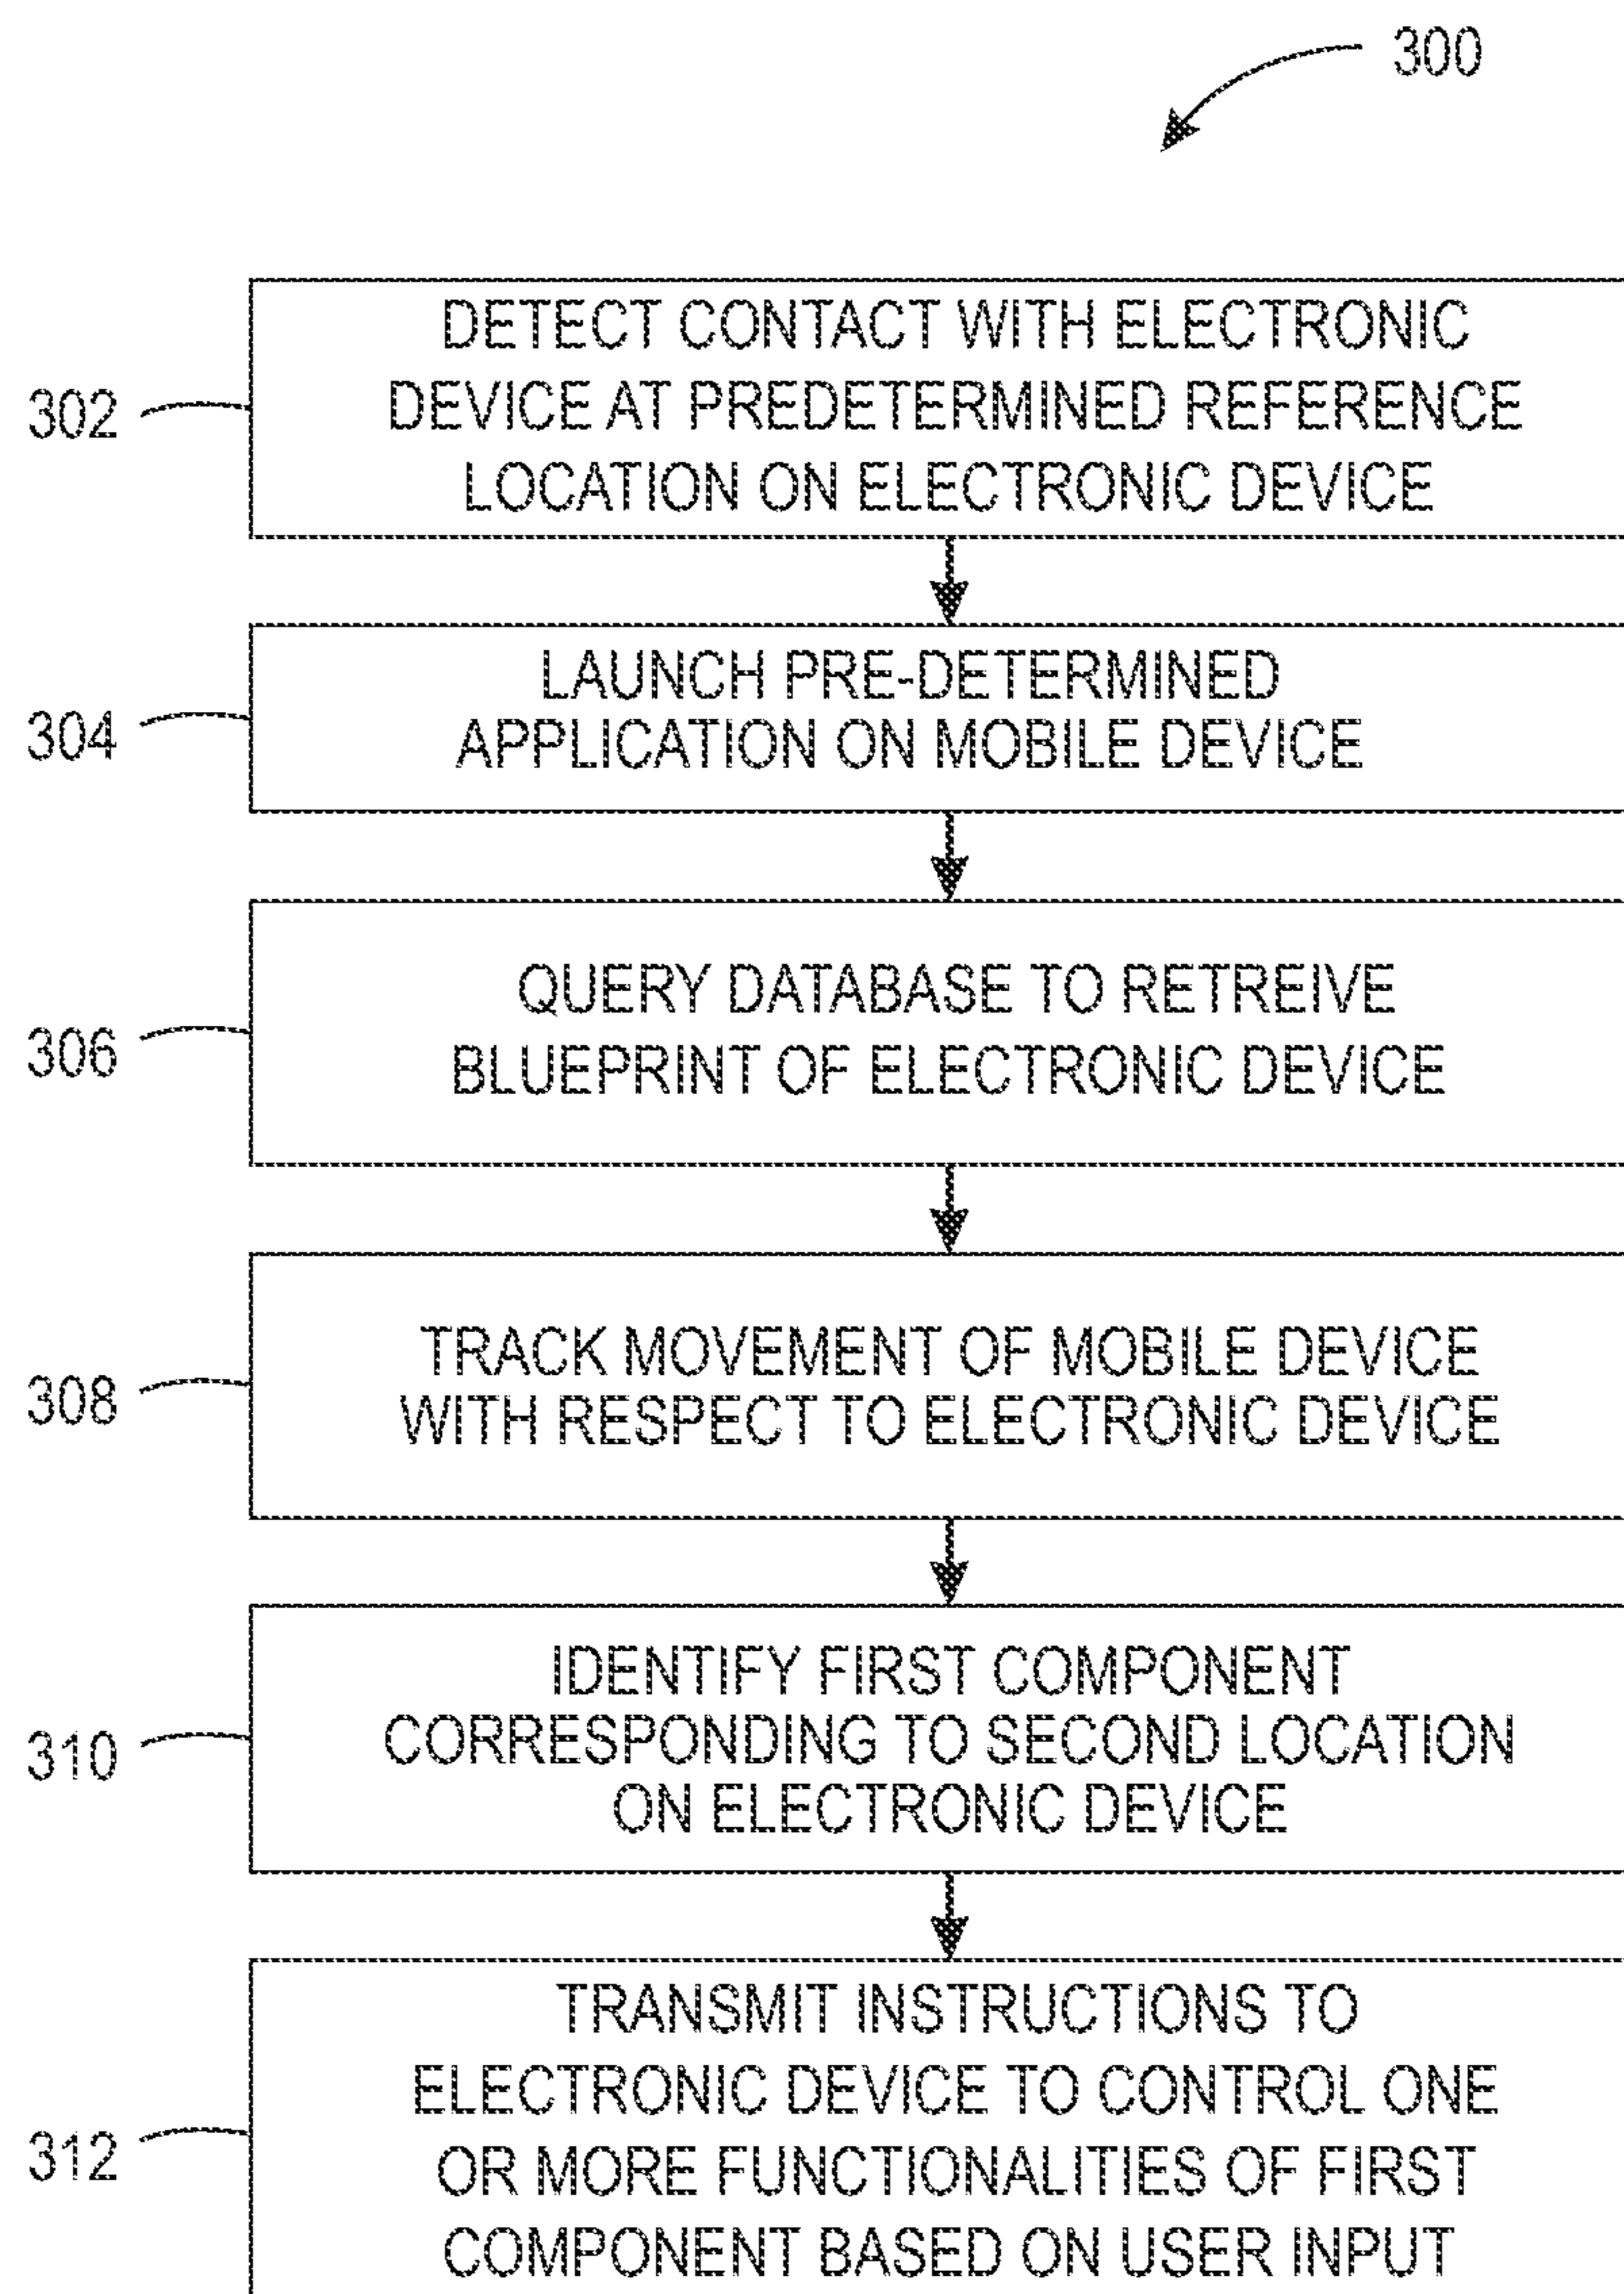 300
302
DETECT CONTACT WITH ELECTRONIC
DEVICE AT PREDETERMINED REFERENCE
LOCATION ON ELECTRONIC DEVICE
304
LAUNCH PRE-DETERMINED
APPLICATION ON MOBILE DEVICE
306
QUERY DATABASE TO RETREIVE
BLUEPRINT OF ELECTRONIC DEVICE
308
TRACK MOVEMENT OF MOBILE DEVICE
WITH RESPECT TO ELECTRONIC DEVICE
310
IDENTIFY FIRST COMPONENT
CORRESPONDING TO SECOND LOCATION
ON ELECTRONIC DEVICE
312
TRANSMIT INSTRUCTIONS TO
ELECTRONIC DEVICE TO CONTROL ONE
OR MORE FUNCTIONALITIES OF FIRST
COMPONENT BASED ON USER INPUT